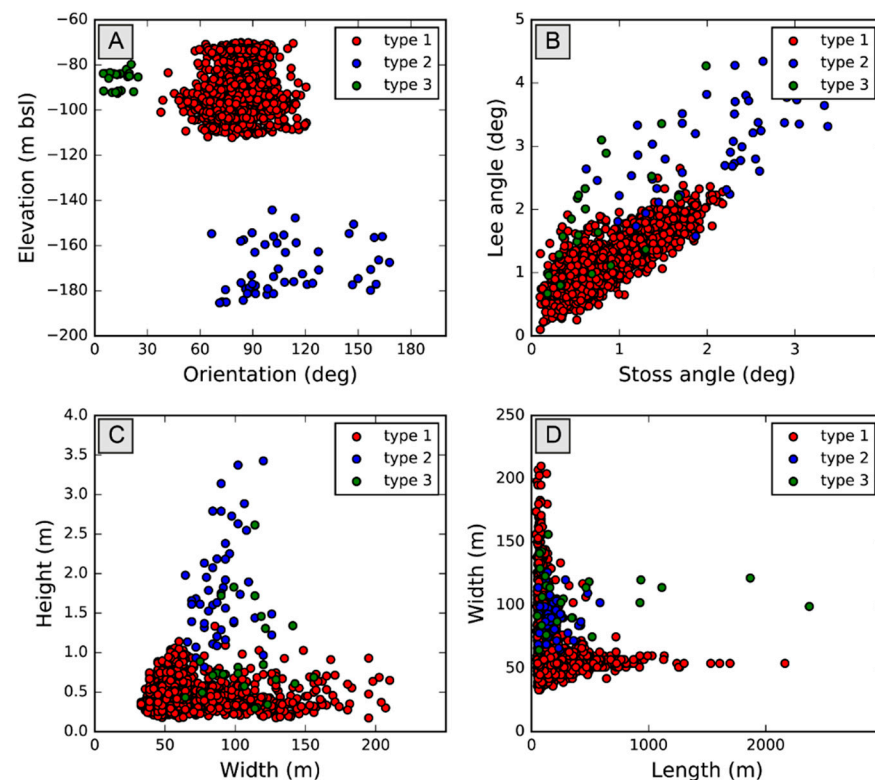 A
−60
−80
−100
−120
−140
−160
−180
−200
0
30
60
90
120
150
180
Elevation (m bsl)
Orientation (deg)
type 1
type 2
type 3
B
5
4
3
2
1
0
0
1
2
3
Lee angle (deg)
Stoss angle (deg)
type 1
type 2
type 3
C
4.0
3.5
3.0
2.5
2.0
1.5
1.0
0.5
0.0
0
50
100
150
200
Height (m)
Width (m)
type 1
type 2
type 3
D
250
200
150
100
50
0
0
1000
2000
Width (m)
Length (m)
type 1
type 2
type 3